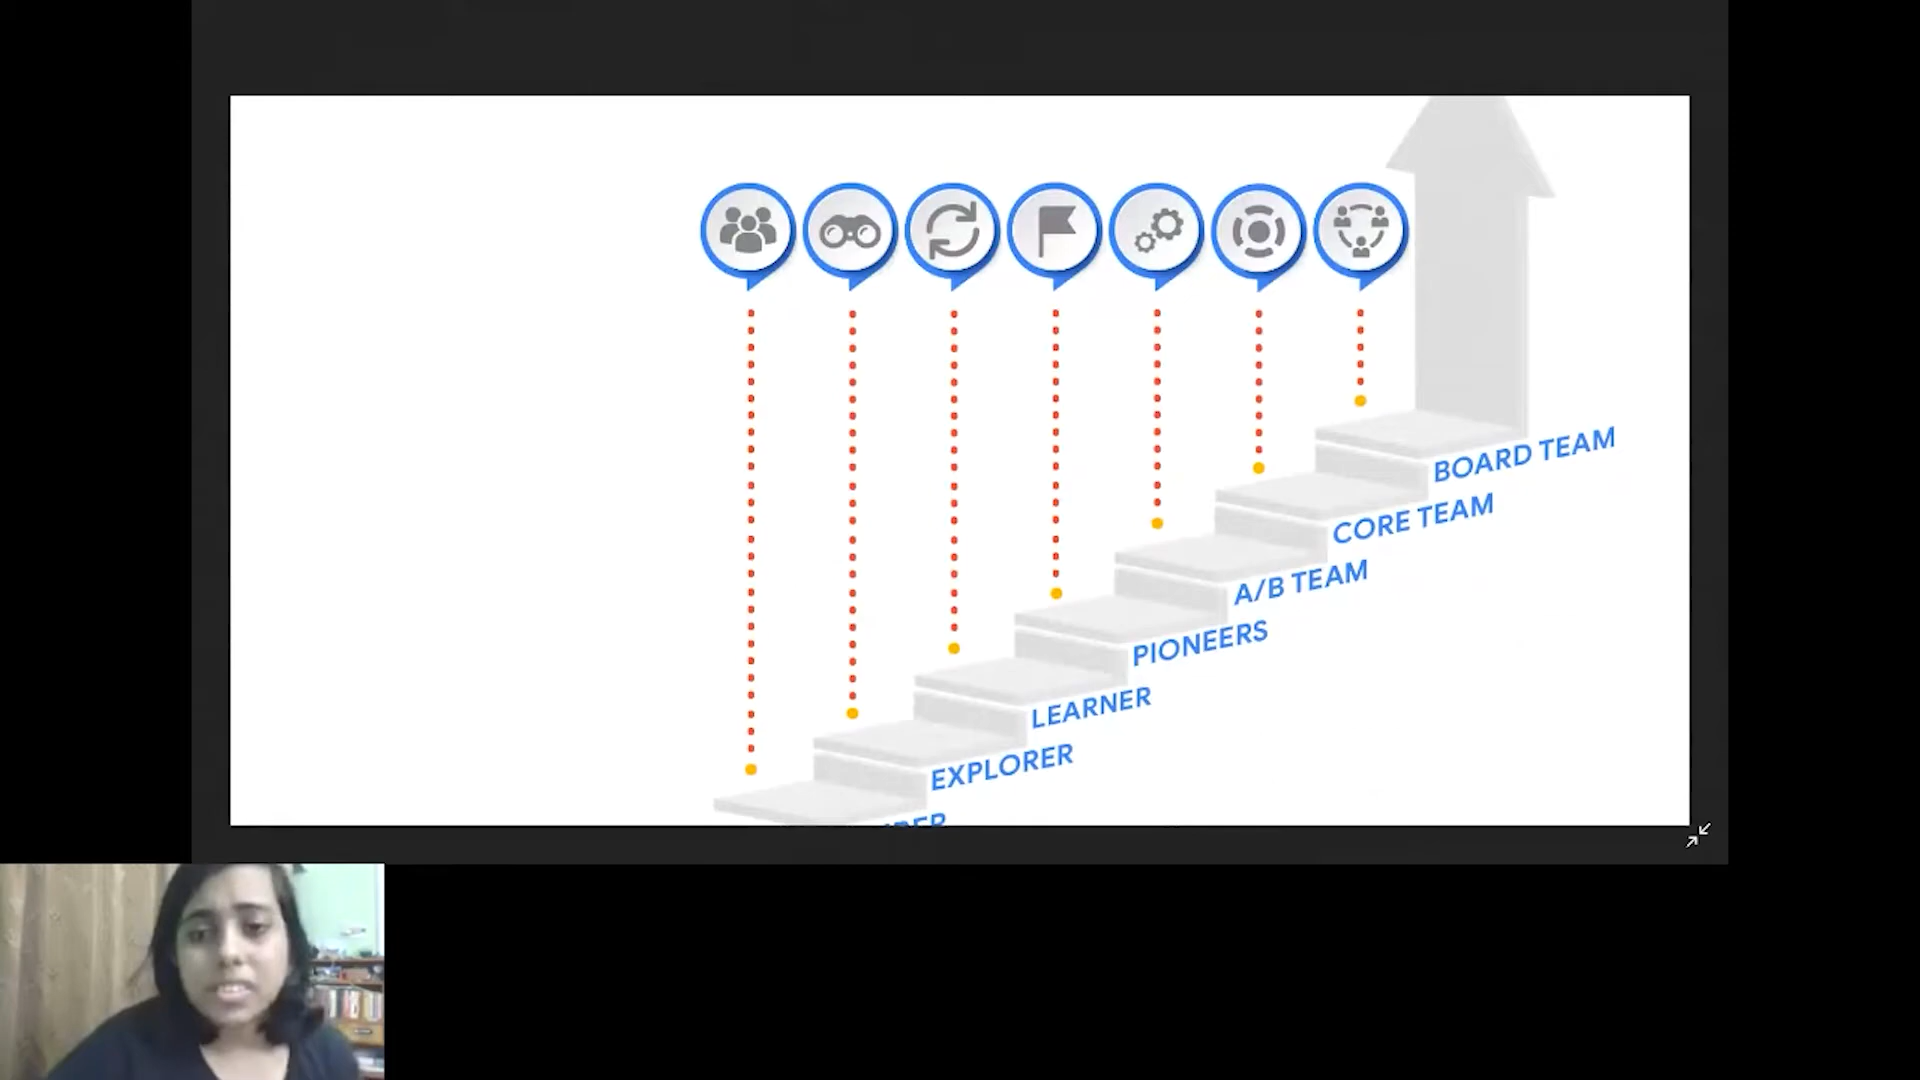 BOARD TEAM
CORE TEAM
A/B TEAM
PIONEERS
LEARNER
EXPLORER